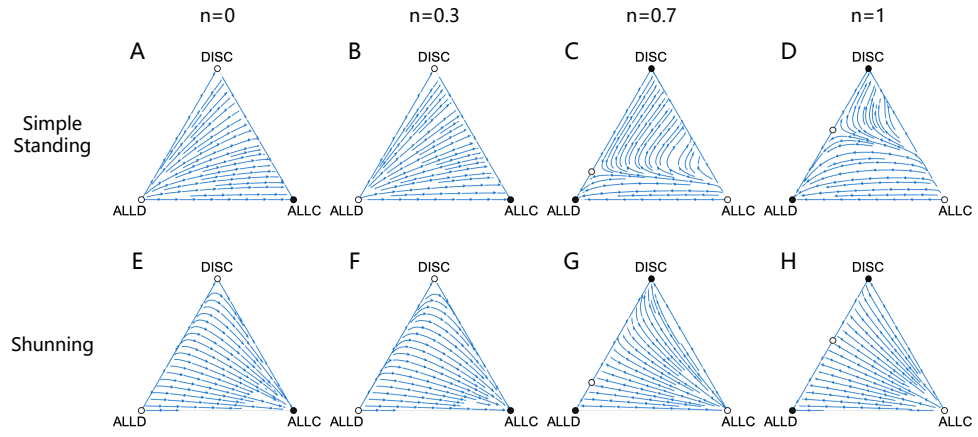 n=0 n=0.3 n=0.7 n=1
A B C D
DISC DISC DISC DISC
Simple
Standing
ALLD ALLC ALLD ALLC ALLD ALLC ALLD ALLC
E F G H
DISC DISC DISC DISC
Shunning
ALLD ALLC ALLD ALLC ALLD ALLC ALLD ALLC